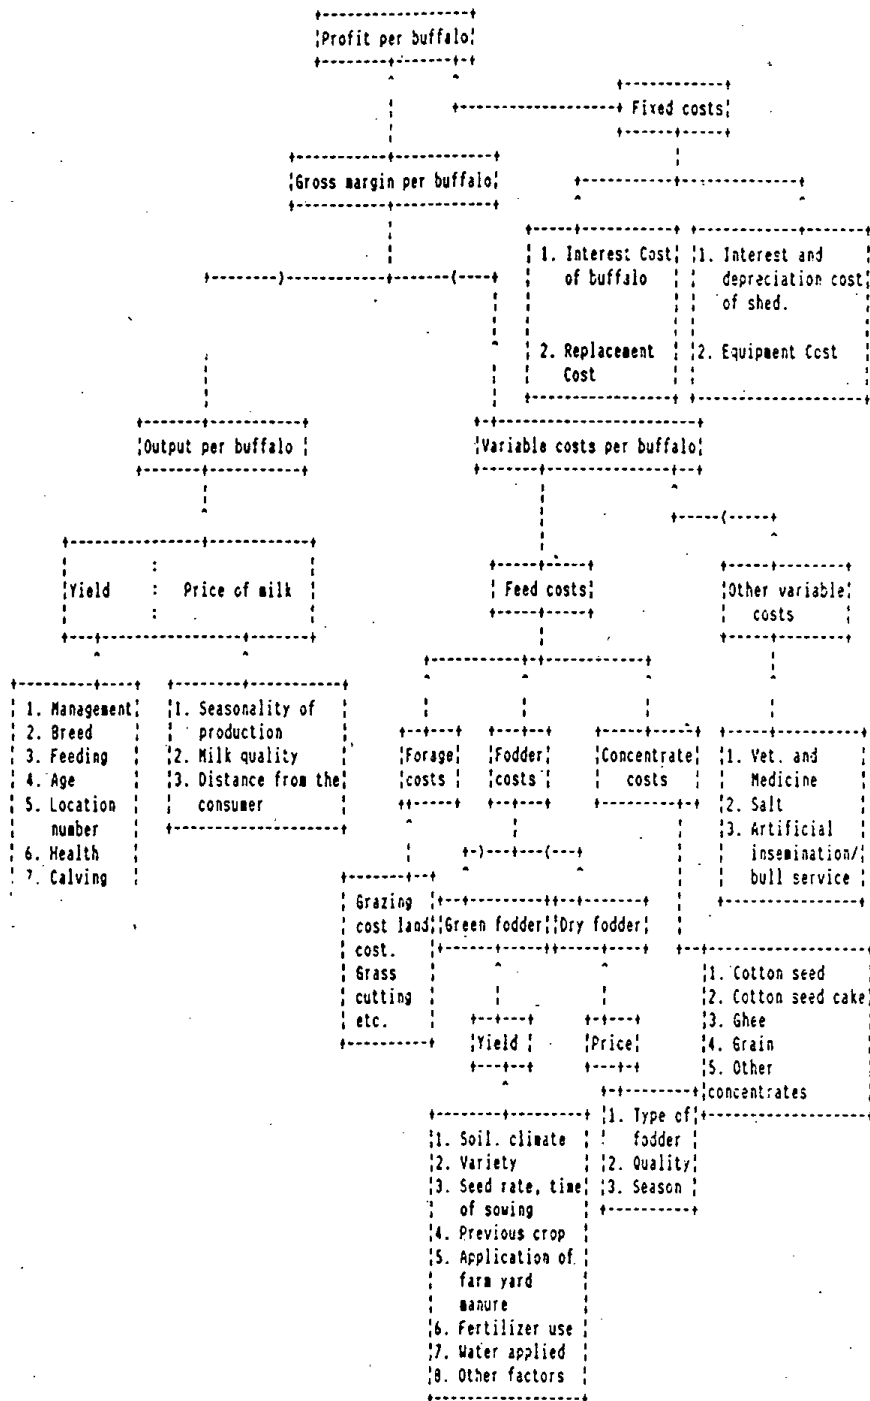 Profit per buffalo
Fixed costs
Gross margin per buffalo
1. Interest Cost
of buffalo
2. Replacement
Cost
1. Interest and
depreciation cost
of shed.
2. Equipment Cost
Output per buffalo
Variable costs per buffalo
Yield : Price of milk
Feed costs
Other variable
costs
1. Management
2. Breed
3. Feeding
4. Age
5. Location
number
6. Health
7. Calving
1. Seasonality of
production
2. Milk quality
3. Distance from the
consumer
Forage
costs
Fodder
costs
Concentrate
costs
1. Vet. and
Medicine
2. Salt
3. Artificial
insemination/
bull service
Grazing
cost land
cost.
Grass
cutting
etc.
Green fodder
Dry fodder
Yield
Price
1. Cotton seed
2. Cotton seed cake
3. Ghee
4. Grain
5. Other
concentrates
1. Soil. climate
2. Variety
3. Seed rate, time
of sowing
4. Previous crop
5. Application of
farm yard
manure
6. Fertilizer use
7. Water applied
8. Other factors
1. Type of
fodder
2. Quality
3. Season